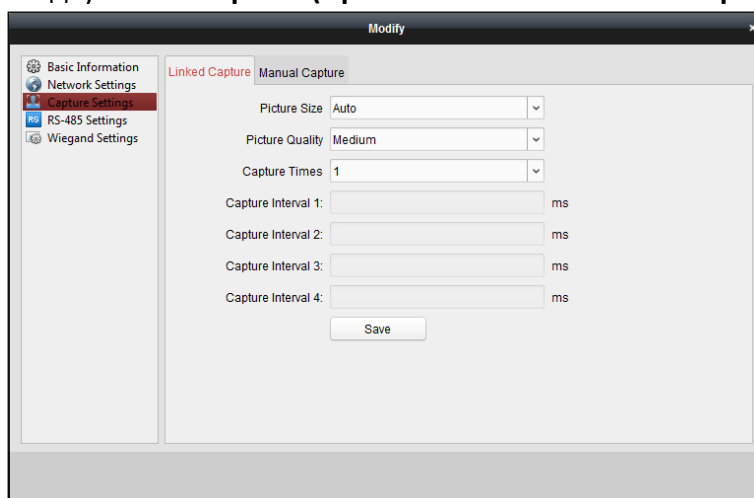 Modify
Basic Information
Network Settings
Capture Settings
RS RS-485 Settings
Wiegand Settings
Linked Capture Manual Capture
Picture Size Auto
Picture Quality Medium
Capture Times 1
Capture Interval 1: ms
Capture Interval 2: ms
Capture Interval 3: ms
Capture Interval 4: ms
Save